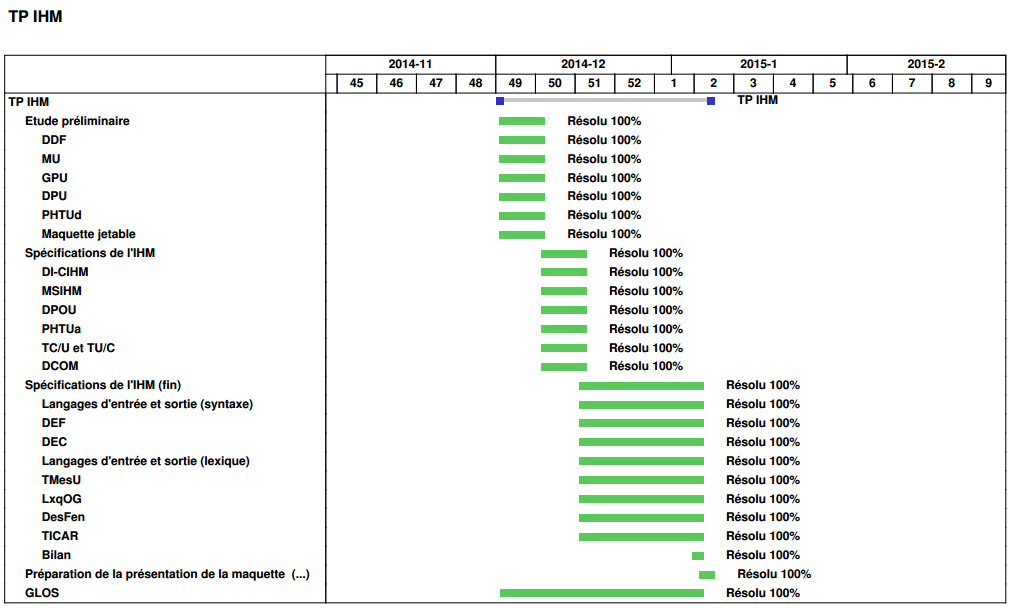 TP IHM
2014-11 2014-12 2015-1 2015-2
45 46 47 48 49 50 51 52 1 2 3 4 5 6 7 8 9
TP IHM TP IHM
Etude préliminaire Résolu 100%
DDF Résolu 100%
MU Résolu 100%
GPU Résolu 100%
DPU Résolu 100%
PHTUd Résolu 100%
Maquette jetable Résolu 100%
Spécifications de l'IHM Résolu 100%
DI-CIHM Résolu 100%
MSIHM Résolu 100%
DPOU Résolu 100%
PHTUa Résolu 100%
TC/U et TU/C Résolu 100%
DCOM Résolu 100%
Spécifications de l'IHM (fin) Résolu 100%
Langages d'entrée et sortie (syntaxe) Résolu 100%
DEF Résolu 100%
DEC Résolu 100%
Langages d'entrée et sortie (lexique) Résolu 100%
TMesU Résolu 100%
LxqOG Résolu 100%
DesFen Résolu 100%
TICAR Résolu 100%
Bilan Résolu 100%
Préparation de la présentation de la maquette (...) Résolu 100%
GLOS Résolu 100%